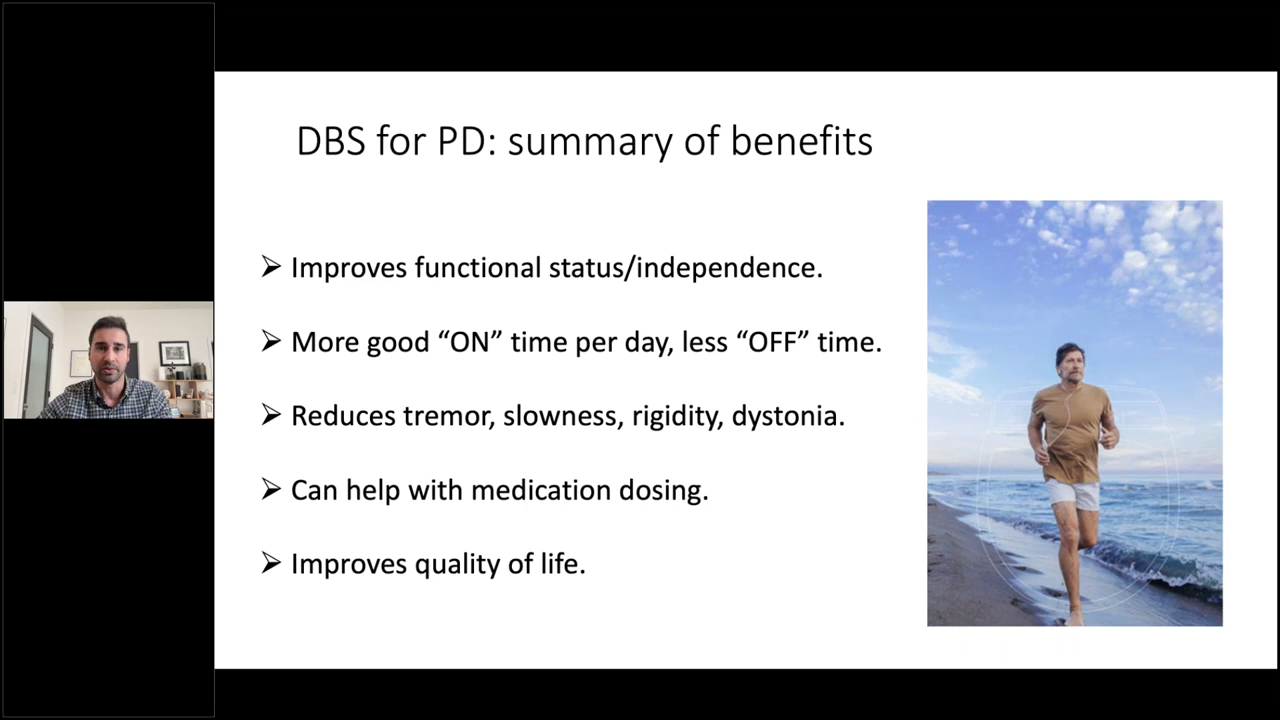 DBS for PD: summary of benefits
➢ Improves functional status/independence.
➢ More good “ON” time per day, less “OFF” time.
➢ Reduces tremor, slowness, rigidity, dystonia.
➢ Can help with medication dosing.
➢ Improves quality of life.